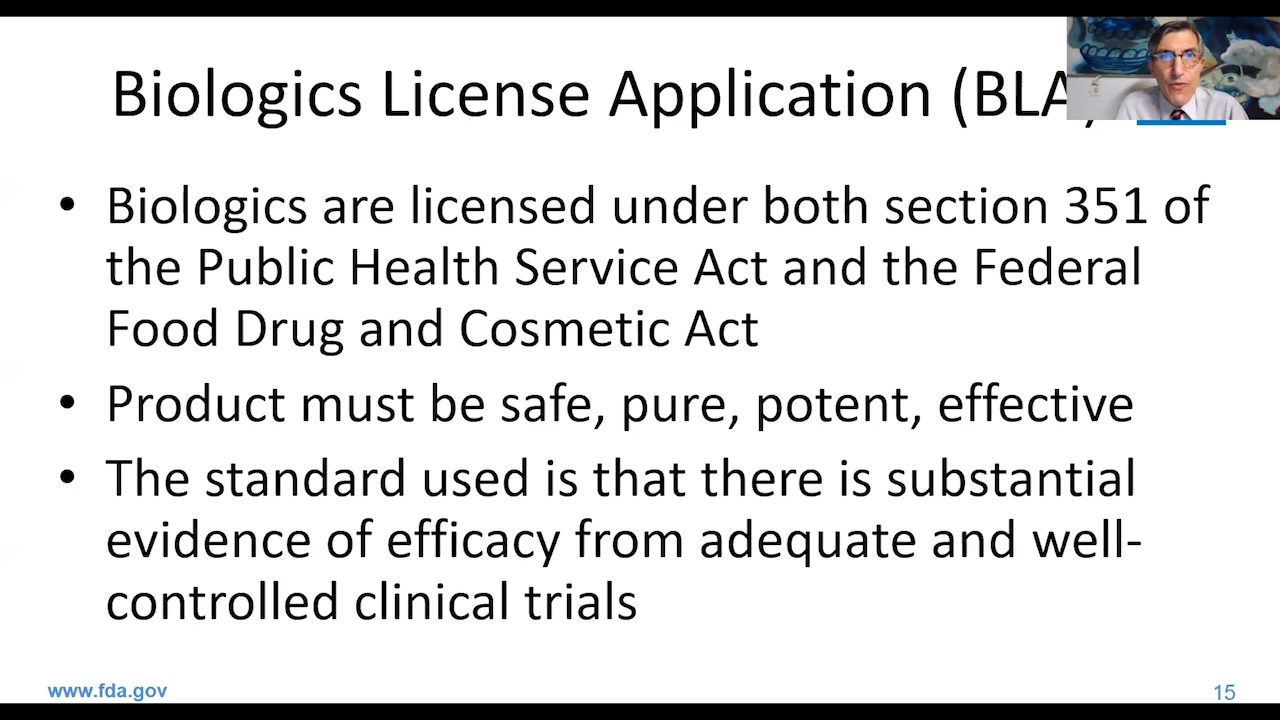 Biologics License Application (BLA)
• Biologics are licensed under both section 351 of
the Public Health Service Act and the Federal
Food Drug and Cosmetic Act
• Product must be safe, pure, potent, effective
• The standard used is that there is substantial
evidence of efficacy from adequate and well-
controlled clinical trials
www.fda.gov
15